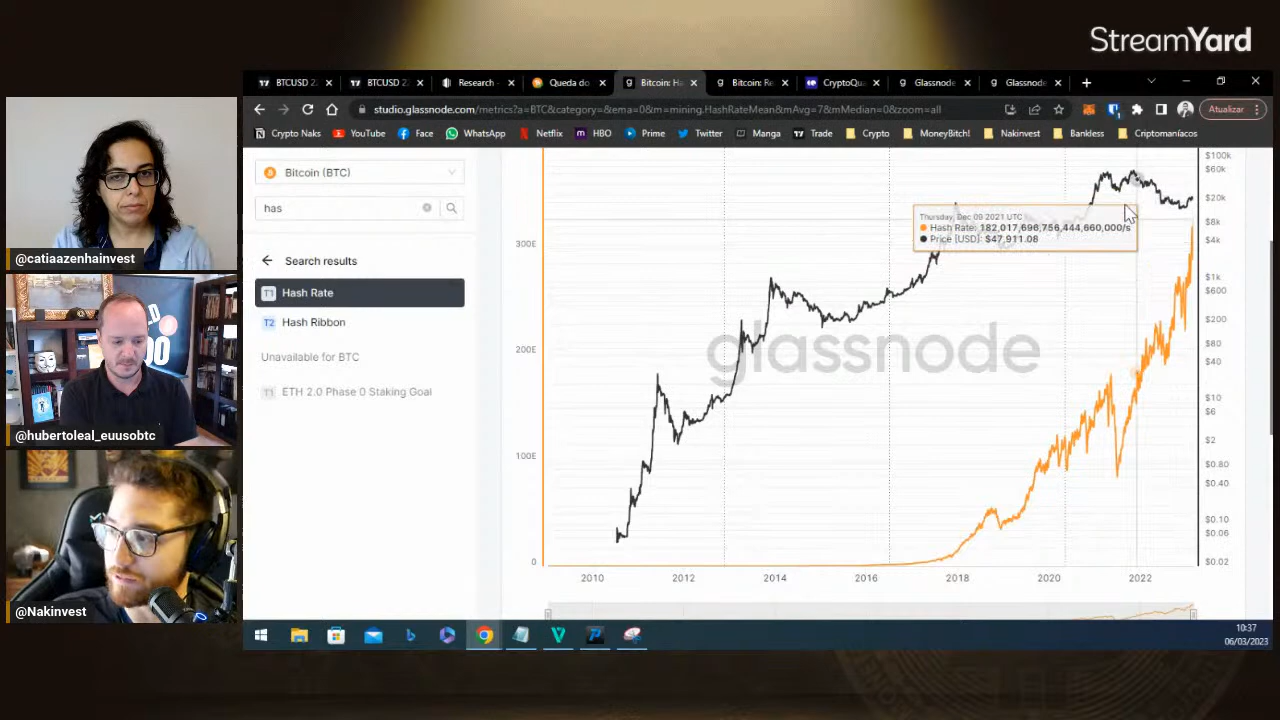 StreamYard
BTCUSD 2
BTCUSD 2
Research -
Queda do
Bitcoin: Ha
Bitcoin: Re
CryptoQue
Glassnode
Glassnode
studio.glassnode.com/metrics?a=BTC&category=&ema=0&m=mining.HashRateMean&mAvg=7&mMedian=0&zoom=all
Atualizar
Crypto Naks
YouTube
Face
WhatsApp
Netflix
HBO
Prime
Twitter
Manga
Trade
Crypto
MoneyBitch!
Nakinvest
Bankless
Criptomaníacos
Bitcoin (BTC)
has
Search results
T1 Hash Rate
T2 Hash Ribbon
Unavailable for BTC
T1 ETH 2.0 Phase 0 Staking Goal
300E
200E
100E
0
glassnode
Thursday, Dec 09 2021 UTC
Hash Rate: 182,017,696,756,444,660,000/s
Price [USD]: $47,911.08
$100k
$60k
$20k
$8k
$4k
$1k
$600
$200
$80
$40
$10
$6
$2
$0.80
$0.40
$0.10
$0.06
$0.02
2010
2012
2014
2016
2018
2020
2022
@catiaazenhainvest
@hubertoleal_euusobtc
@Nakinvest
10:37
06/03/2023